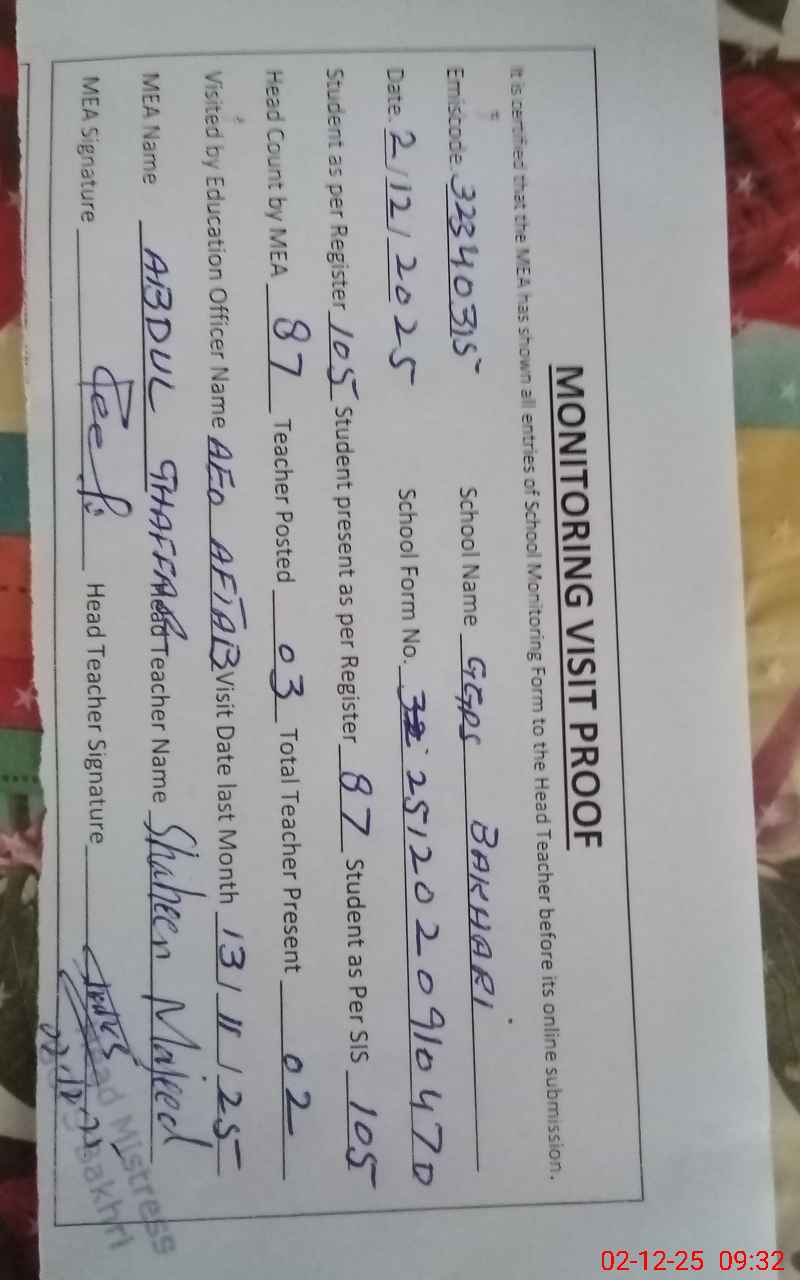 MONITORING VISIT PROOF
It is certified that the MEA has shown all entries of School Monitoring Form to the Head Teacher before its online submission.
Emiscode 32340315 School Name GGPS BAKHARI
Date. 2/12/2025 School Form No. 32 2512020910470
Student as per Register 105 Student present as per Register 87 Student as Per SIS 105
Head Count by MEA 87 Teacher Posted 03 Total Teacher Present 02
Visited by Education Officer Name AEO AFTAB Visit Date last Month 13/11/25
MEA Name ABDUL GHAFFAR Head Teacher Name Shaheen Majeed
MEA Signature Head Teacher Signature
Head Mistress
Bakhri
02-12-25 09:32